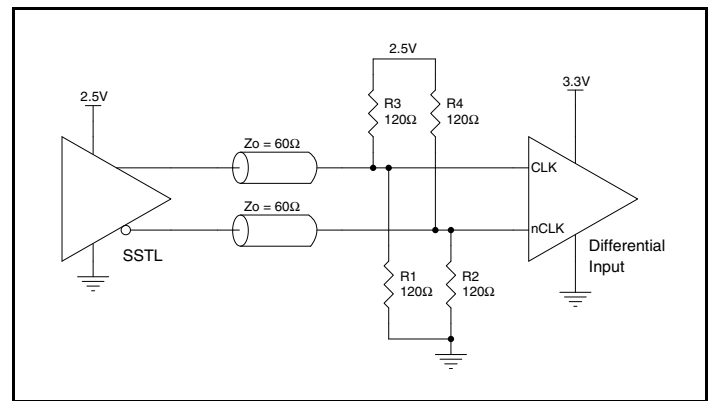 2.5V
3.3V
2.5V
R3
120Ω
R4
120Ω
Zo = 60Ω
CLK
Zo = 60Ω
nCLK
SSTL
Differential
Input
R1
120Ω
R2
120Ω